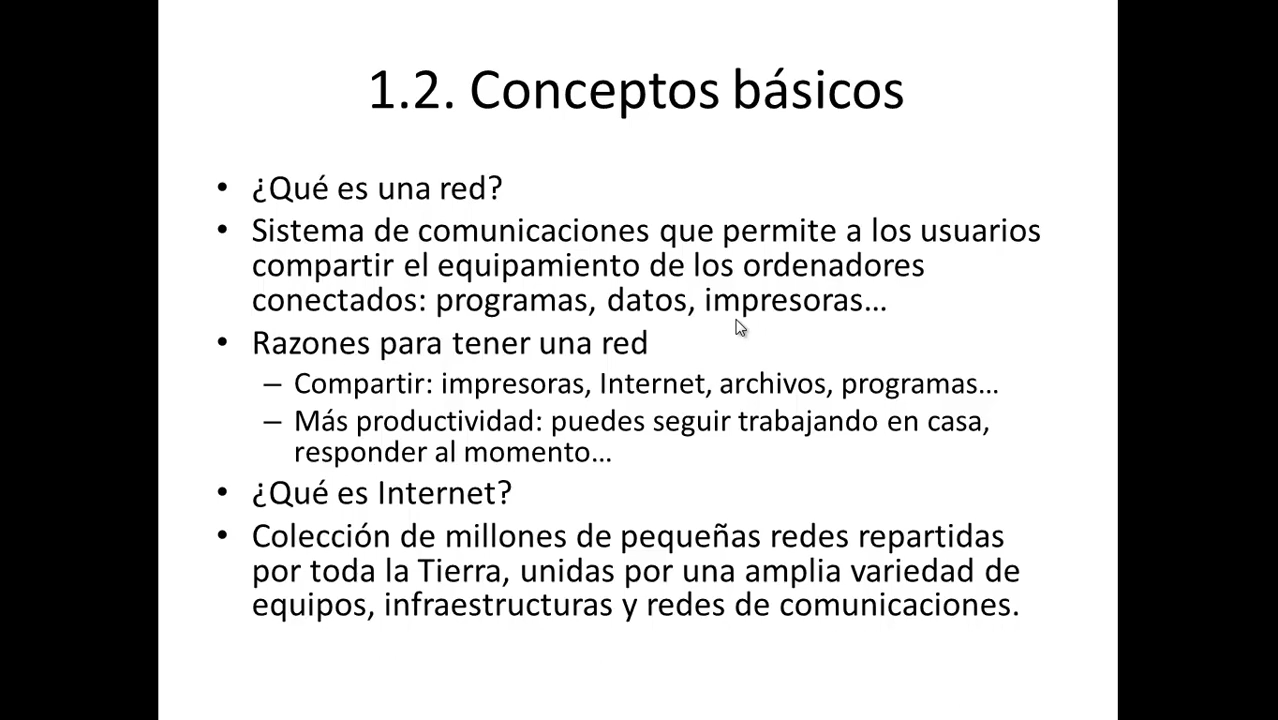 1.2. Conceptos básicos
• ¿Qué es una red?
• Sistema de comunicaciones que permite a los usuarios
compartir el equipamiento de los ordenadores
conectados: programas, datos, impresoras…
• Razones para tener una red
– Compartir: impresoras, Internet, archivos, programas…
– Más productividad: puedes seguir trabajando en casa,
responder al momento…
• ¿Qué es Internet?
• Colección de millones de pequeñas redes repartidas
por toda la Tierra, unidas por una amplia variedad de
equipos, infraestructuras y redes de comunicaciones.